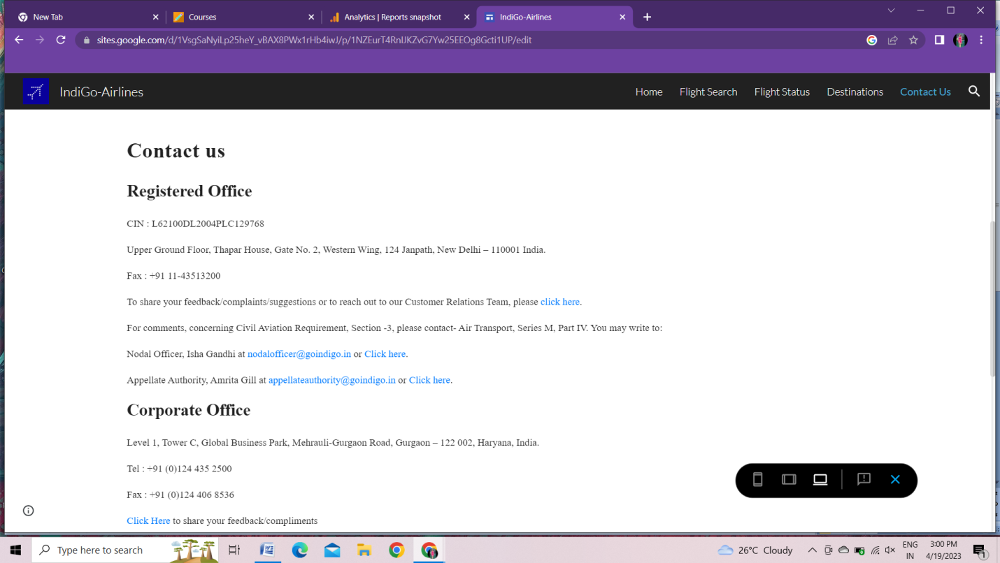 New Tab
Courses
Analytics | Reports snapshot
IndiGo-Airlines
sites.google.com/d/1VsgSaNyiLp25heY_vBAX8PWx1rHb4iwJ/p/1NZEurT4RnIJKZvG7Yw25EEOg8Gcti1UP/edit
IndiGo-Airlines
Home
Flight Search
Flight Status
Destinations
Contact Us
Contact us
Registered Office
CIN : L62100DL2004PLC129768
Upper Ground Floor, Thapar House, Gate No. 2, Western Wing, 124 Janpath, New Delhi – 110001 India.
Fax : +91 11-43513200
To share your feedback/complaints/suggestions or to reach out to our Customer Relations Team, please click here.
For comments, concerning Civil Aviation Requirement, Section -3, please contact- Air Transport, Series M, Part IV. You may write to:
Nodal Officer, Isha Gandhi at nodalofficer@goindigo.in or Click here.
Appellate Authority, Amrita Gill at appellateauthority@goindigo.in or Click here.
Corporate Office
Level 1, Tower C, Global Business Park, Mehrauli-Gurgaon Road, Gurgaon – 122 002, Haryana, India.
Tel : +91 (0)124 435 2500
Fax : +91 (0)124 406 8536
Click Here to share your feedback/compliments
Type here to search
26°C Cloudy
ENG
IN
3:00 PM
4/19/2023
1